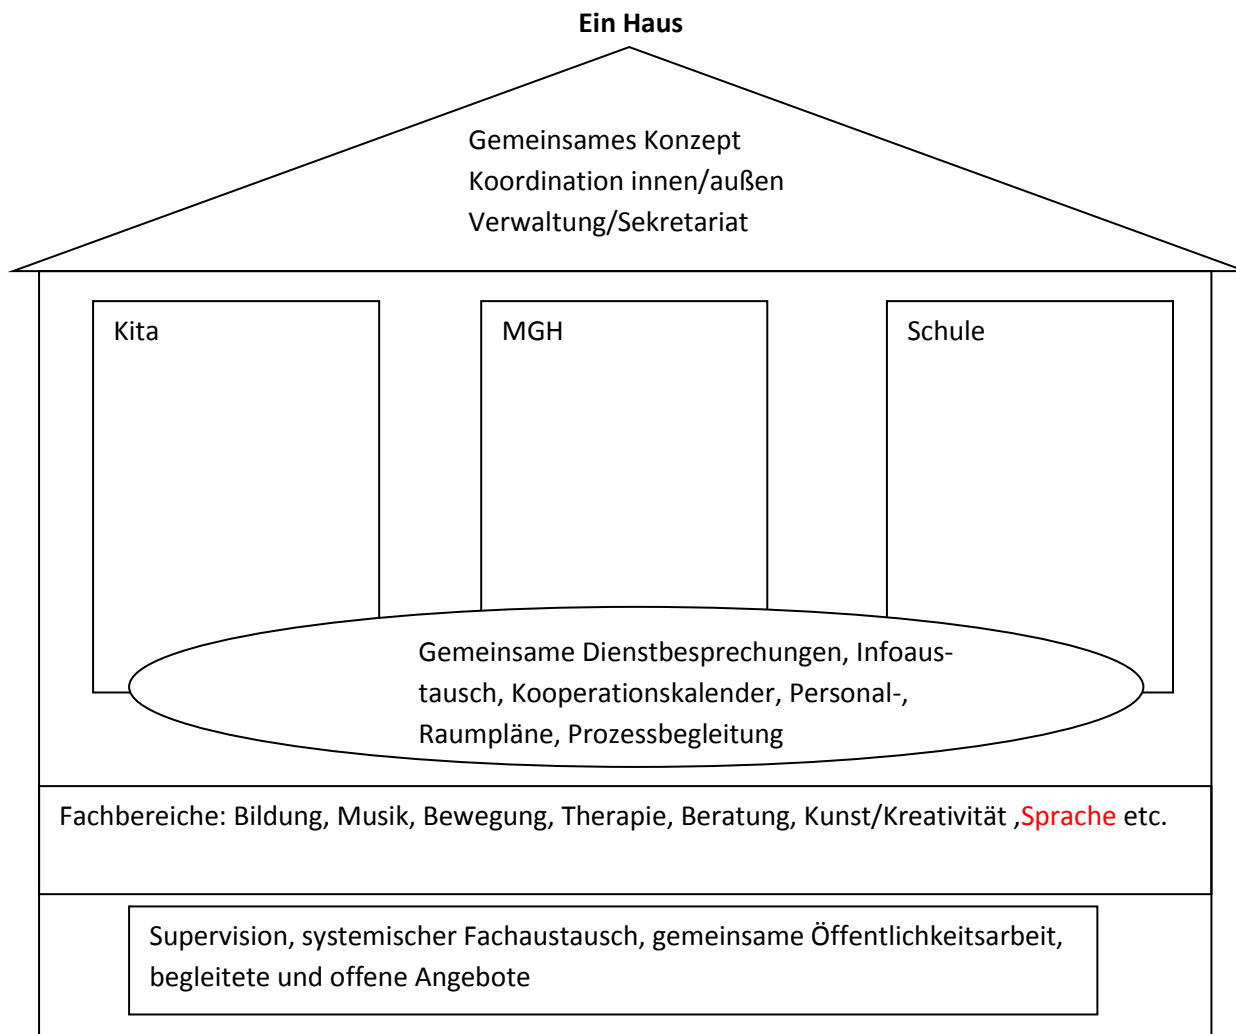 Ein Haus
Gemeinsames Konzept
Koordination innen/außen
Verwaltung/Sekretariat
Kita
MGH
Schule
Gemeinsame Dienstbesprechungen, Infoaus-
tausch, Kooperationskalender, Personal-,
Raumpläne, Prozessbegleitung
Fachbereiche: Bildung, Musik, Bewegung, Therapie, Beratung, Kunst/Kreativität ,Sprache etc.
Supervision, systemischer Fachaustausch, gemeinsame Öffentlichkeitsarbeit,
begleitete und offene Angebote